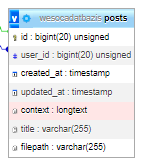 wesocadatbazis posts
id : bigint(20) unsigned
user_id : bigint(20) unsigned
created_at : timestamp
updated_at : timestamp
context : longtext
title : varchar(255)
filepath : varchar(255)